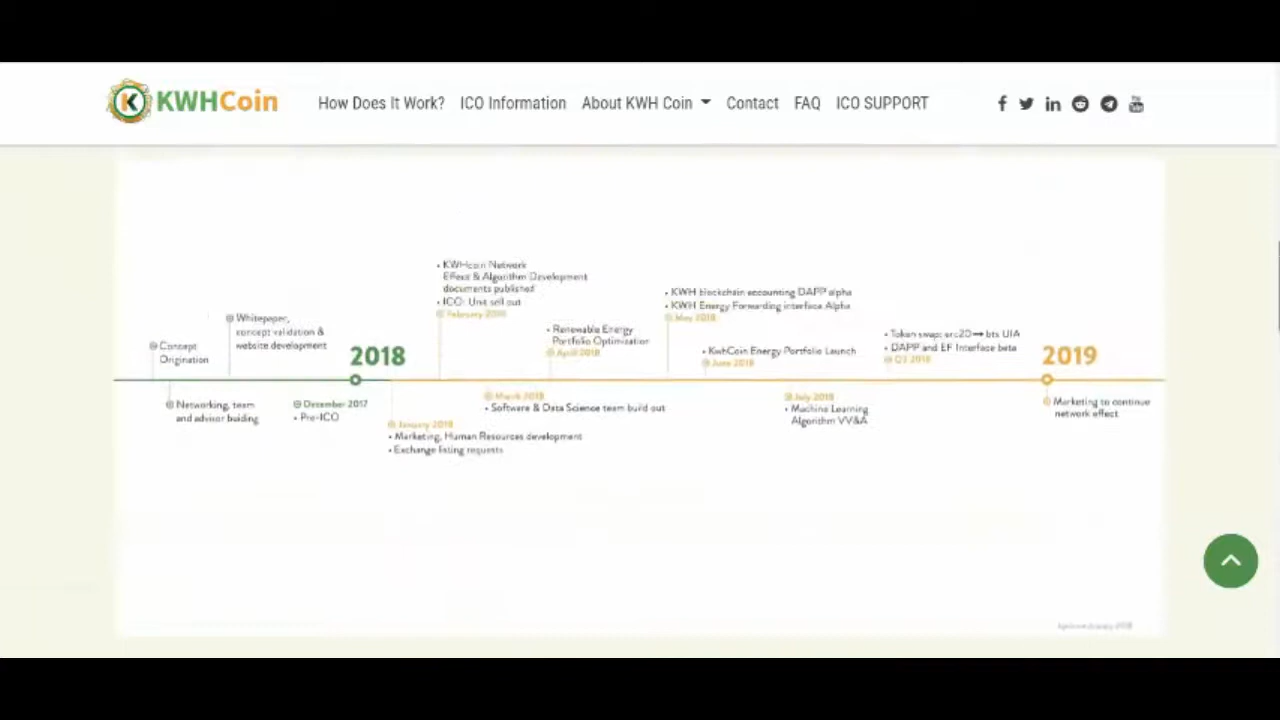 KWHCoin
How Does It Work? ICO Information About KWH Coin Contact FAQ ICO SUPPORT
• KWHcoin Network
Effect & Algorithm Development
documents published
• ICO: Until sell out
February 2018
Whitepaper,
concept validation &
website development
Concept
Origination
2018
• Renewable Energy
Portfolio Optimization
April 2018
• KWH blockchain accounting DAPP alpha
• KWH Energy Forwarding interface Alpha
May 2018
• KwhCoin Energy Portfolio Launch
June 2018
• Token swap: erc20→ bts UIA
• DAPP and EF Interface beta
Q3 2018
2019
Networking, team
and advisor buiding
December 2017
• Pre-ICO
January 2018
• Marketing, Human Resources development
• Exchange listing requests
March 2018
• Software & Data Science team build out
July 2018
• Machine Learning
Algorithm VV&A
Marketing to continue
network effect